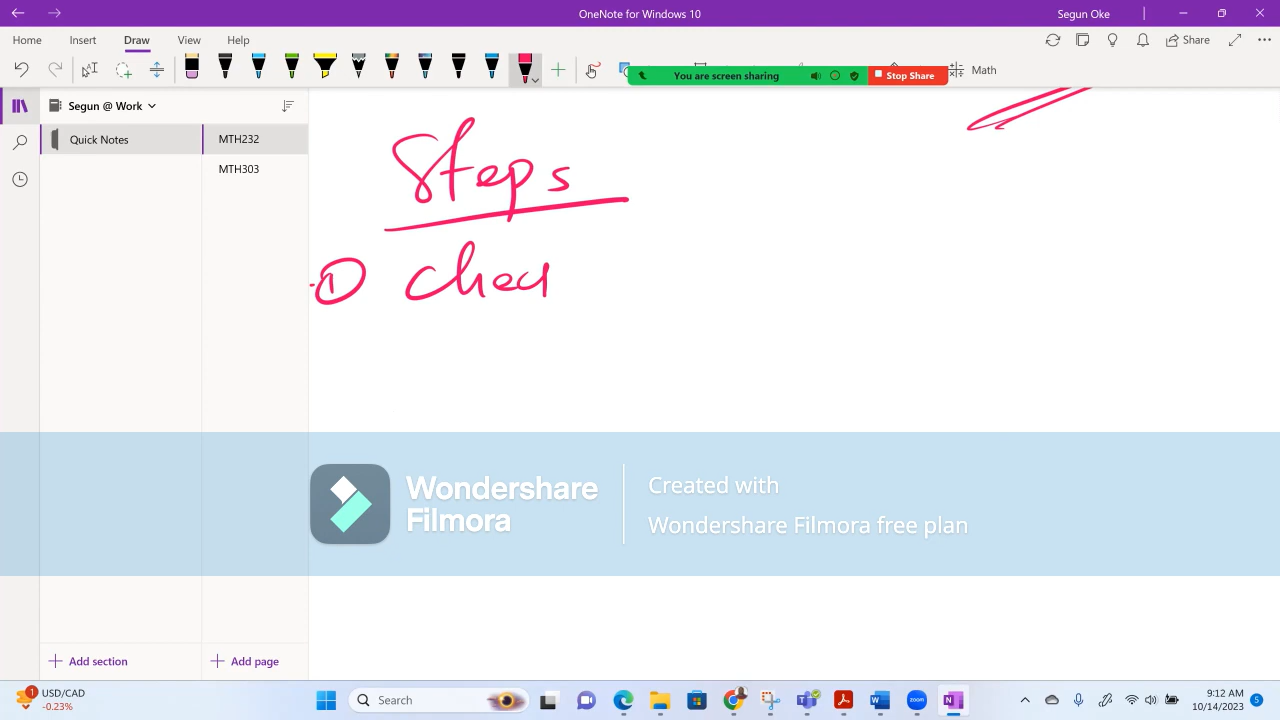 OneNote for Windows 10
Segun Oke
Home Insert Draw View Help
Share
You are screen sharing
Stop Share
Math
Segun @ Work
Quick Notes
MTH232
MTH303
Steps
① Chec
Wondershare
Filmora
Created with
Wondershare Filmora free plan
Add section
Add page
1
USD/CAD
-0.23%
Search
9:12 AM
10/14/2023
5